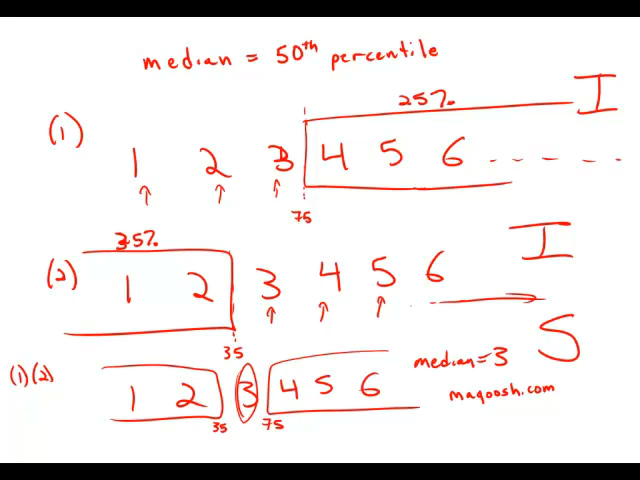 median = 50th percentile
25%
I
(1)
1 2 3 4 5 6
75
35%
I
(2)
1 2 3 4 5 6
35
S
median = 3
(1)(2)
1 2 3 4 5 6
magoosh.com
35 75